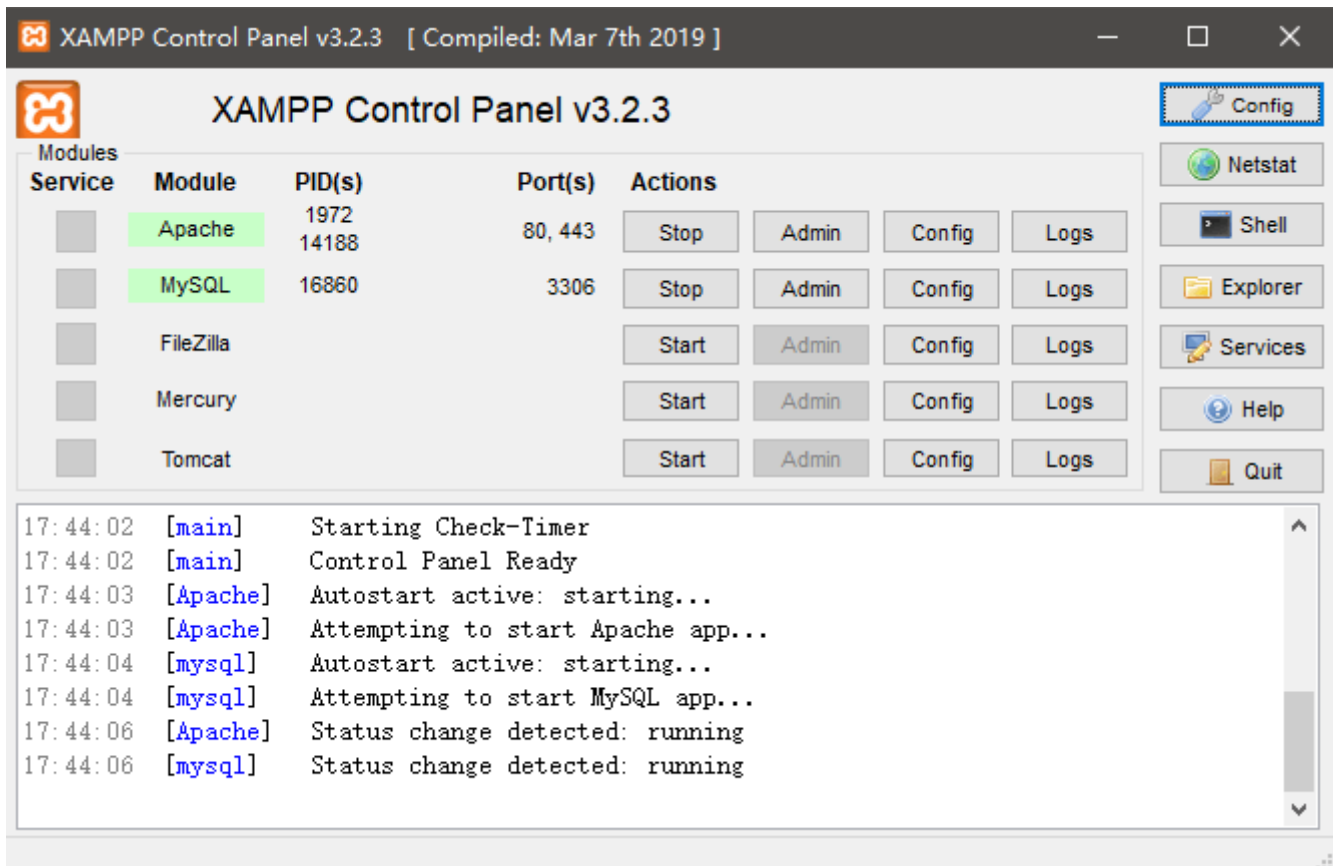 XAMPP Control Panel v3.2.3 [ Compiled: Mar 7th 2019 ]
XAMPP Control Panel v3.2.3
Config
Modules
Service Module PID(s) Port(s) Actions
Netstat
Apache 1972 14188 80, 443 Stop Admin Config Logs
Shell
MySQL 16860 3306 Stop Admin Config Logs
Explorer
FileZilla Start Admin Config Logs
Services
Mercury Start Admin Config Logs
Help
Tomcat Start Admin Config Logs
Quit
17:44:02 [main] Starting Check-Timer
17:44:02 [main] Control Panel Ready
17:44:03 [Apache] Autostart active: starting...
17:44:03 [Apache] Attempting to start Apache app...
17:44:04 [mysql] Autostart active: starting...
17:44:04 [mysql] Attempting to start MySQL app...
17:44:06 [Apache] Status change detected: running
17:44:06 [mysql] Status change detected: running